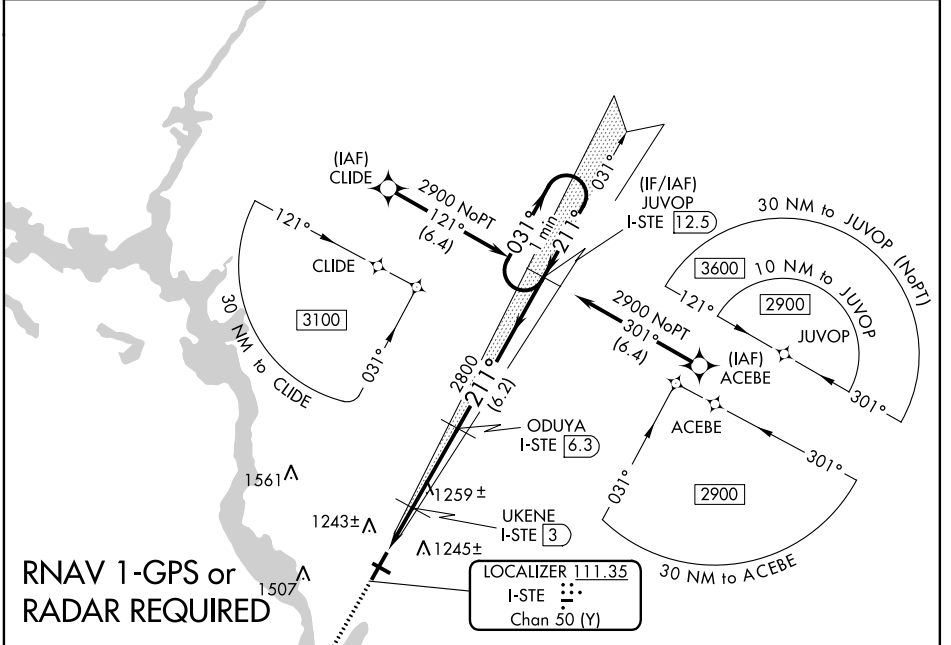 (IAF)
CLIDE
2900 NoPT
121°
(6.4)
031°
1 min
211°
031°
(IF/IAF)
JUVOP
I-STE 12.5
30 NM to JUVOP (NoPT)
3600
10 NM to JUVOP
2900
121°
JUVOP
301°
121°
CLIDE
3100
031°
30 NM to CLIDE
2900 NoPT
301°
(6.4)
(IAF)
ACEBE
2800
211°
(6.2)
ODUYA
I-STE 6.3
ACEBE
031°
301°
2900
30 NM to ACEBE
1561
1259 ±
1243±
UKENE
I-STE 3
1245±
1507
RNAV 1-GPS or
RADAR REQUIRED
LOCALIZER 111.35
I-STE
Chan 50 (Y)